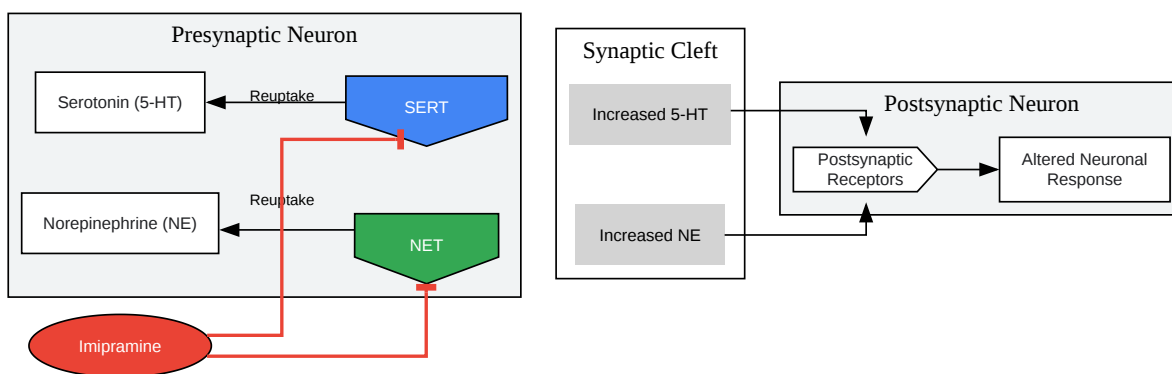 Presynaptic Neuron
Serotonin (5-HT)
Reuptake
SERT
Norepinephrine (NE)
Reuptake
NET
Imipramine
Synaptic Cleft
Increased 5-HT
Increased NE
Postsynaptic Neuron
Postsynaptic
Receptors
Altered Neuronal
Response